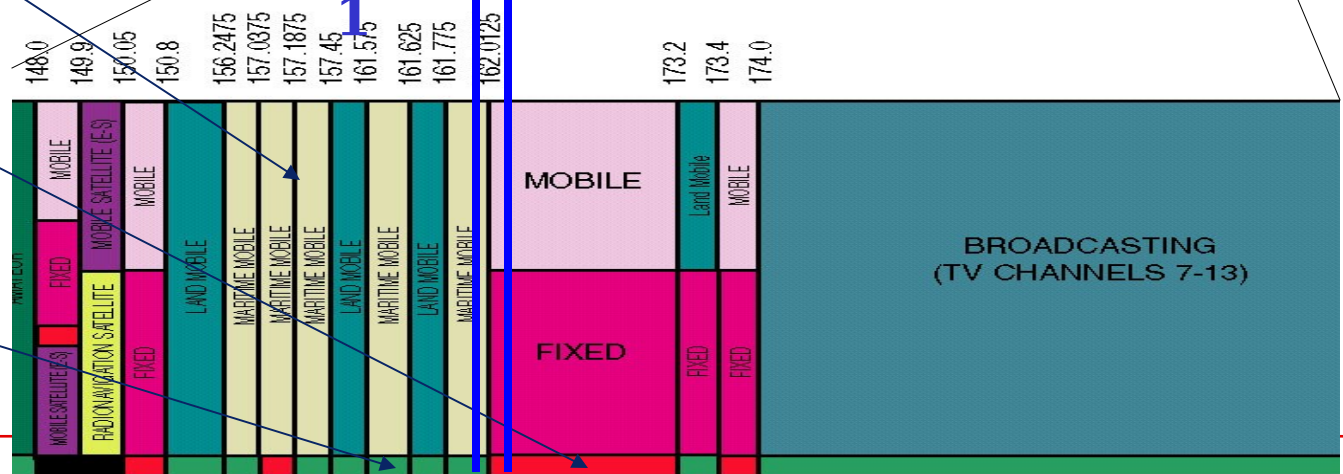 1
148.0
149.9
150.05
150.8
156.2475
157.0375
157.1875
157.45
161.575
161.625
161.775
162.0125
173.2
173.4
174.0
AMATEUR
MOBILE
FIXED
MOBILE SATELLITE (E-S)
MOBILE SATELLITE (E-S)
RADIONAVIGATION SATELLITE
MOBILE
FIXED
LAND MOBILE
MARITIME MOBILE
MARITIME MOBILE
MARITIME MOBILE
LAND MOBILE
MARITIME MOBILE
LAND MOBILE
MARITIME MOBILE
MOBILE
FIXED
Land Mobile
FIXED
MOBILE
FIXED
BROADCASTING
(TV CHANNELS 7-13)